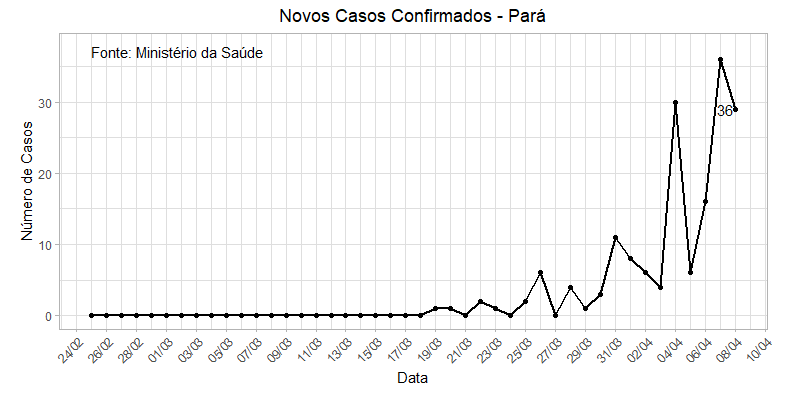 Novos Casos Confirmados - Pará
Fonte: Ministério da Saúde
Número de Casos
30
20
10
0
36
24/02 26/02 28/02 01/03 03/03 05/03 07/03 09/03 11/03 13/03 15/03 17/03 19/03 21/03 23/03 25/03 27/03 29/03 31/03 02/04 04/04 06/04 08/04 10/04
Data